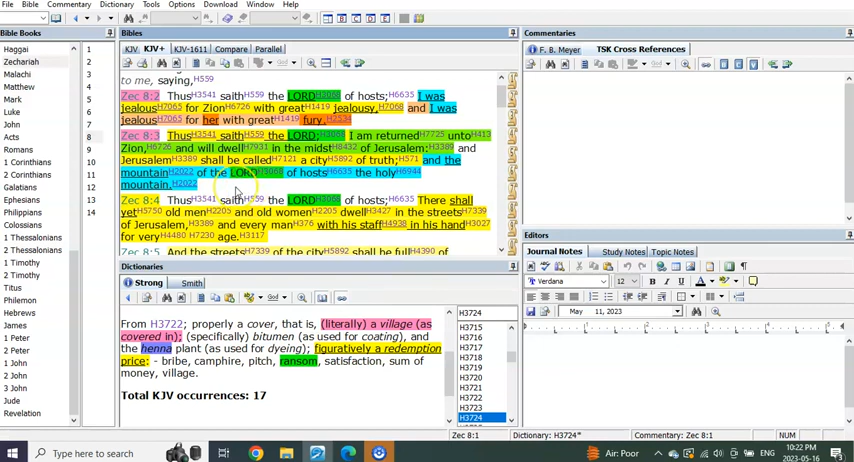 File Bible Commentary Dictionary Tools Options Download Window Help
Bible Books
Haggai
Zechariah
Malachi
Matthew
Mark
Luke
John
Acts
Romans
1 Corinthians
2 Corinthians
Galatians
Ephesians
Philippians
Colossians
1 Thessalonians
2 Thessalonians
1 Timothy
2 Timothy
Titus
Philemon
Hebrews
James
1 Peter
2 Peter
1 John
2 John
3 John
Jude
Revelation
1
2
3
4
5
6
7
8
9
10
11
12
13
14
Bibles
KJV KJV+ KJV-1611 Compare Parallel
to me, saying,H559
Zec 8:2 ThusH3541 saithH559 the LORDH3068 of hosts;H6635 I was
jealousH7065 for ZionH6726 with greatH1419 jealousy,H7068 and I was
jealousH7065 for her with greatH1419 fury.H2534
Zec 8:3 ThusH3541 saithH559 the LORD;H3068 I am returnedH7725 untoH413
Zion,H6726 and will dwellH7931 in the midstH8432 of Jerusalem:H3389 and
JerusalemH3389 shall be calledH7121 a cityH5892 of truth;H571 and the
mountainH2022 of the LORDH3068 of hostsH6635 the holyH6944
mountain.H2022
Zec 8:4 ThusH3541 saithH559 the LORDH3068 of hosts;H6635 There shall
yetH5750 old menH2205 and old womenH2205 dwellH3427 in the streetsH7339
of Jerusalem,H3389 and every manH376 with his staffH4938 in his handH3027
for veryH4480 H7230 age.H3117
Zec 8:5 And the streetsH7339 of the cityH5892 shall be fullH4390 of
Dictionaries
Strong Smith
From H3722; properly a cover, that is, (literally) a village (as
covered in); (specifically) bitumen (as used for coating), and
the henna plant (as used for dyeing); figuratively a redemption
price: - bribe, camphire, pitch, ransom, satisfaction, sum of
money, village.
Total KJV occurrences: 17
H3724
H3715
H3716
H3717
H3718
H3719
H3720
H3721
H3722
H3723
H3724
Commentaries
F. B. Meyer TSK Cross References
Editors
Journal Notes Study Notes Topic Notes
Verdana 12 B I U A
May 11, 2023
1 2 3 4 5
Zec 8:1 Dictionary: H3724* Commentary: Zec 8:1 NUM
Type here to search
Air: Poor
ENG
10:22 PM
2023-05-16